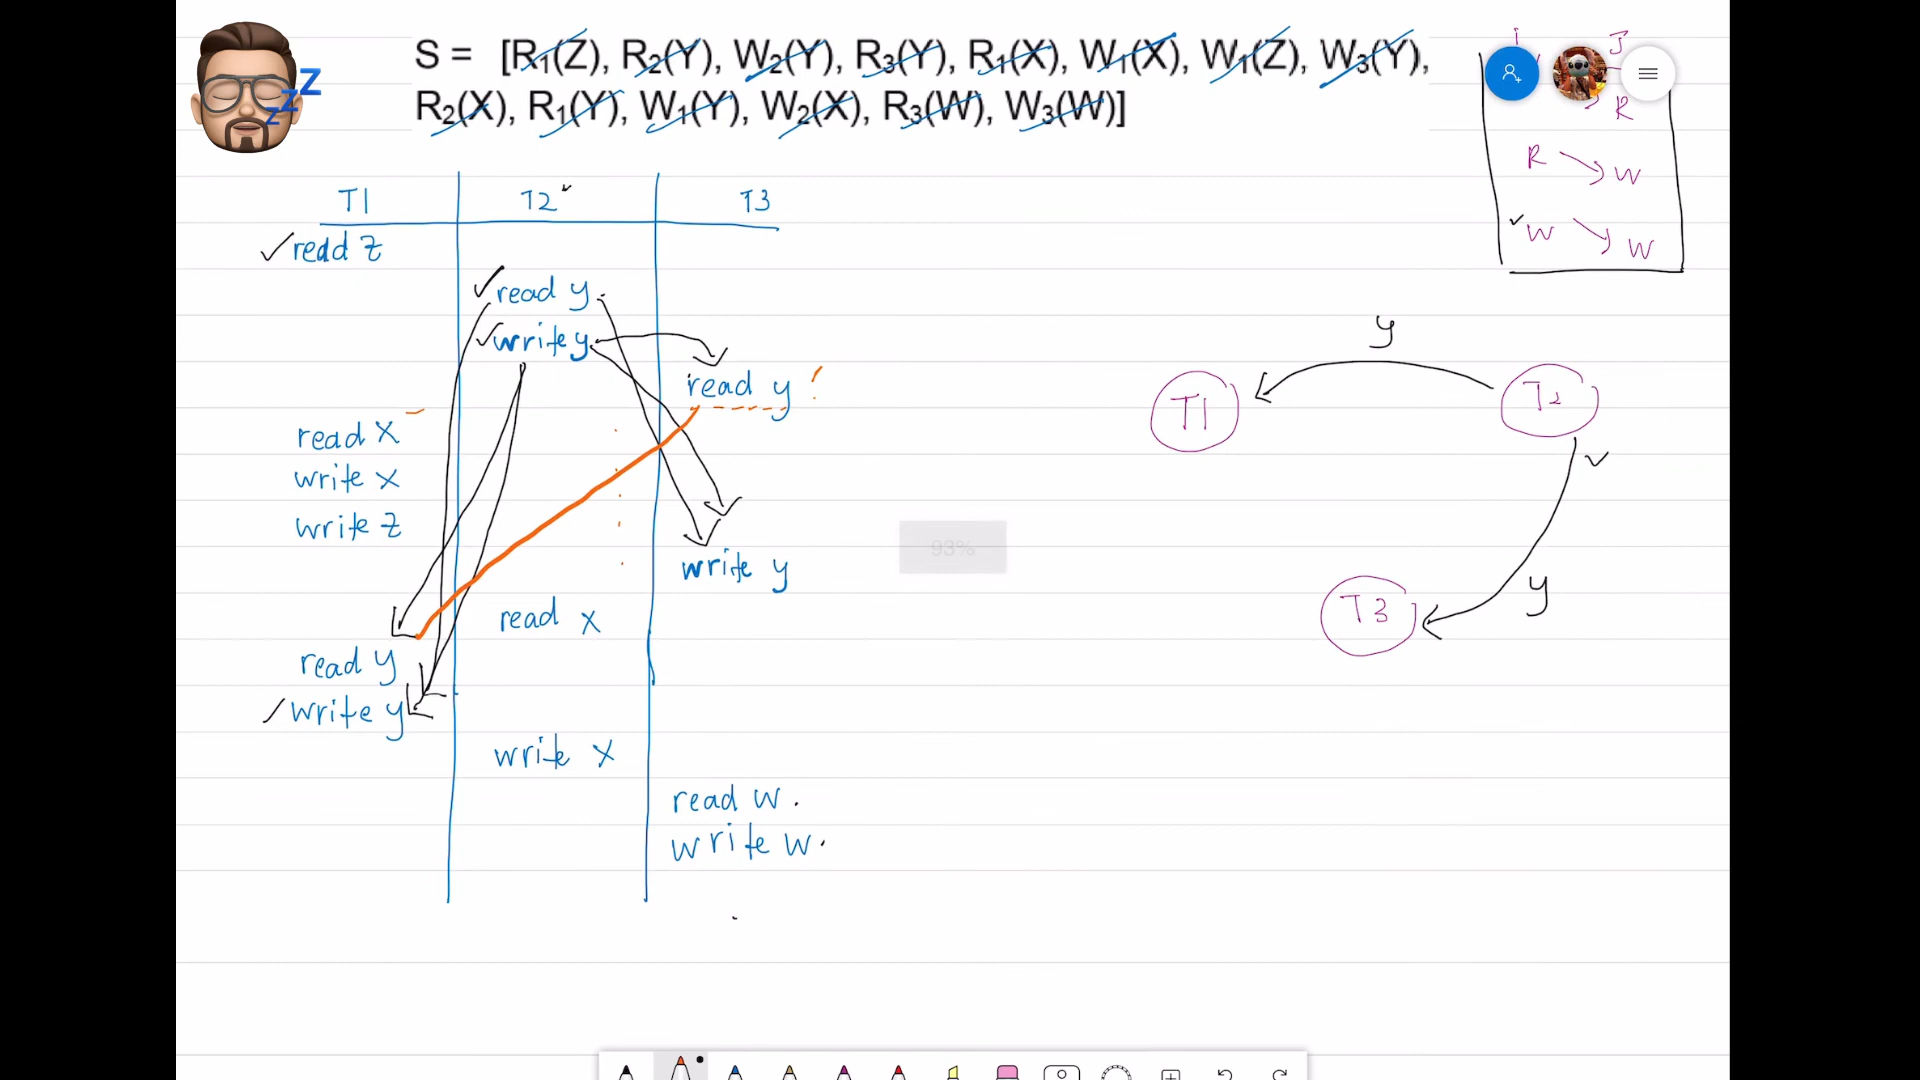 S = [R₁(Z), R₂(Y), W₂(Y), R₃(Y), R₁(X), W₁(X), W₁(Z), W₃(Y),
R₂(X), R₁(Y), W₁(Y), W₂(X), R₃(W), W₃(W)]
z z z
J
R
R → W
W → W
T1 T2 T3
read z
read y
write y
read y !
read x
write x
write z
write y
read x
read y
write y
write x
read w .
write w .
y
T1 T2
y
T3
93%